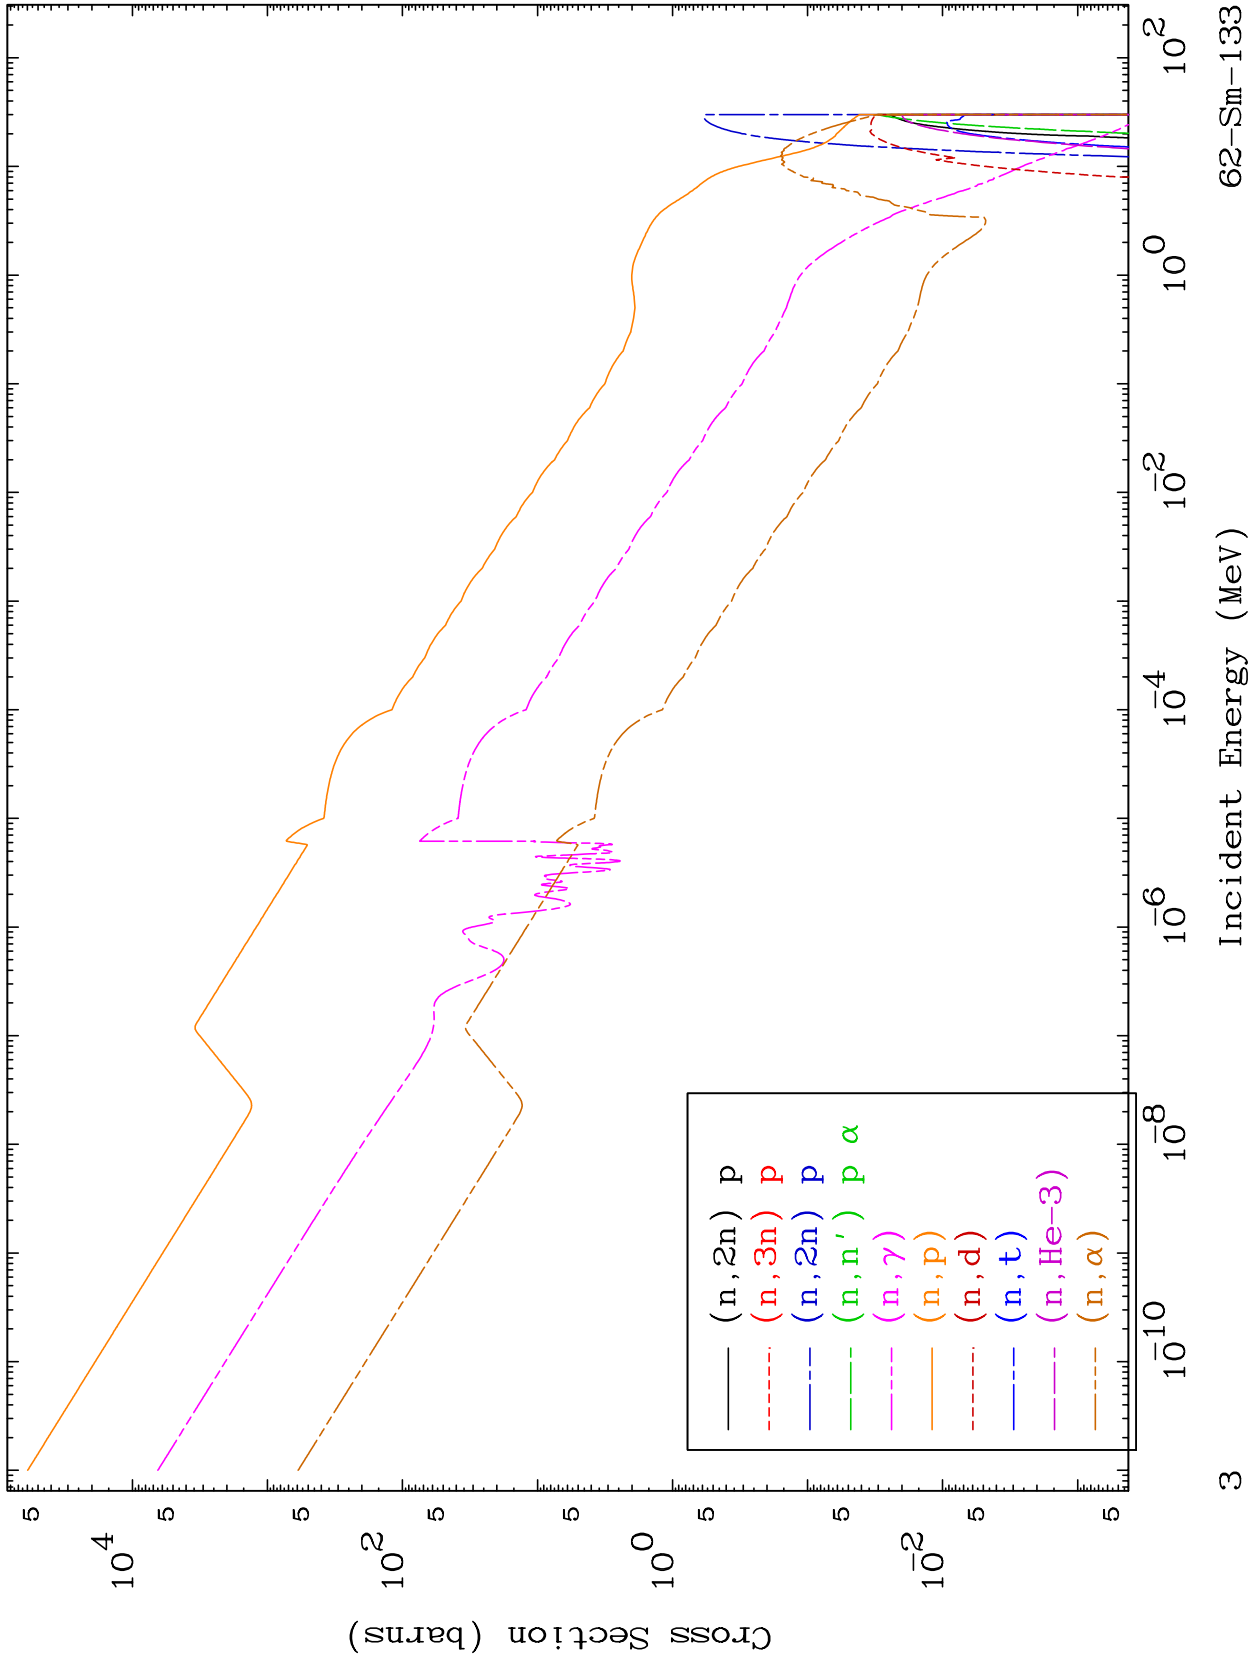 Cross Section (barns)
5
10^4
5
5
10^2
5
5
10^0
5
5
10^-2
5
5
(n,2n) p
(n,3n) p
(n,2n) p
(n,n') p α
(n,γ)
(n,p)
(n,d)
(n,t)
(n,He-3)
(n,α)
10^-10
10^-8
10^-6
10^-4
10^-2
10^0
10^2
3
Incident Energy (MeV)
62-Sm-133